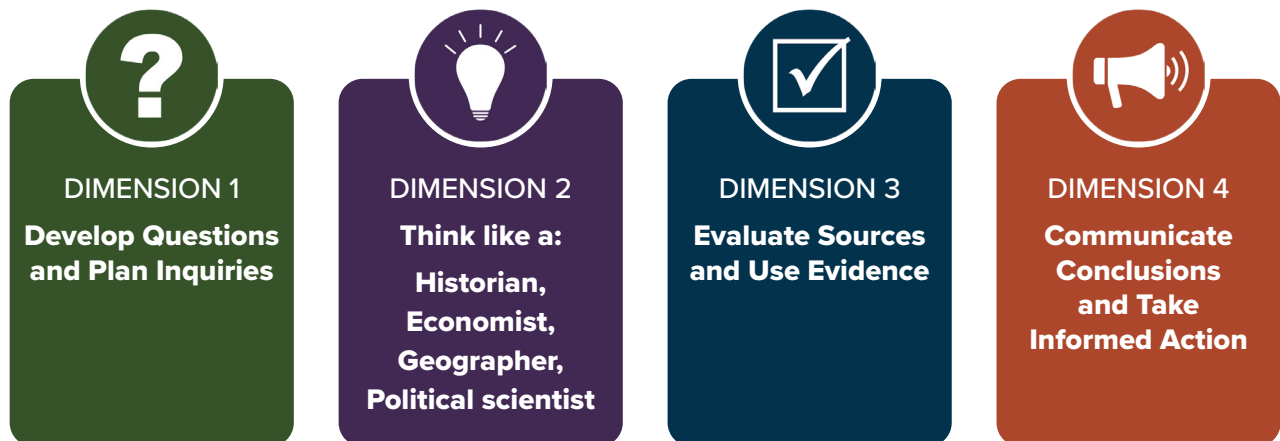 ?
DIMENSION 1
Develop Questions
and Plan Inquiries
DIMENSION 2
Think like a:
Historian,
Economist,
Geographer,
Political scientist
DIMENSION 3
Evaluate Sources
and Use Evidence
DIMENSION 4
Communicate
Conclusions
and Take
Informed Action